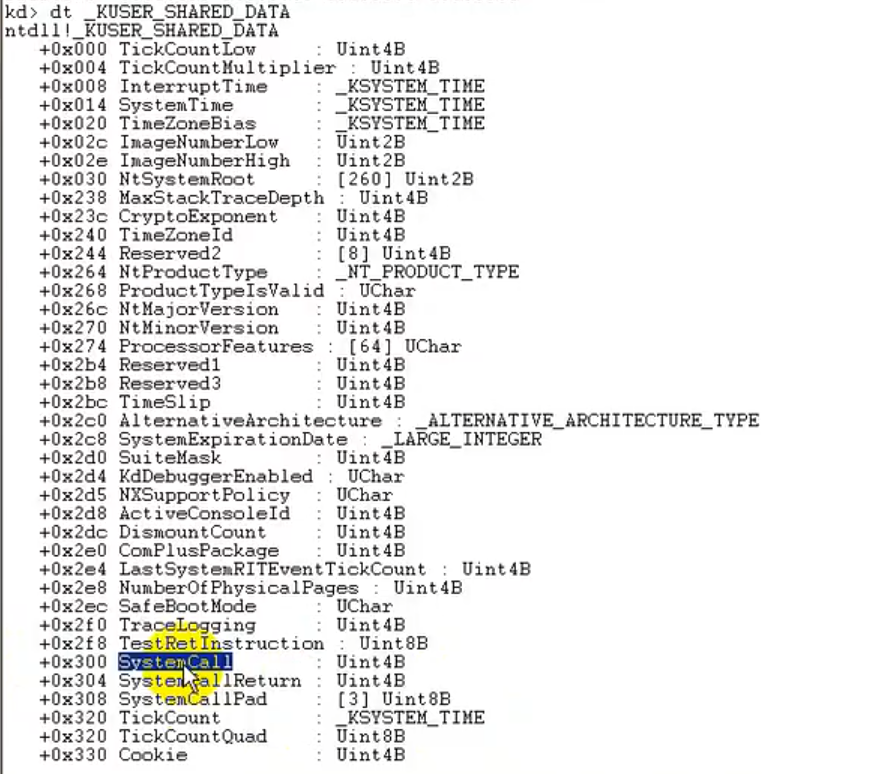 kd> dt _KUSER_SHARED_DATA
ntdll!_KUSER_SHARED_DATA
+0x000 TickCountLow : Uint4B
+0x004 TickCountMultiplier : Uint4B
+0x008 InterruptTime : _KSYSTEM_TIME
+0x014 SystemTime : _KSYSTEM_TIME
+0x020 TimeZoneBias : _KSYSTEM_TIME
+0x02c ImageNumberLow : Uint2B
+0x02e ImageNumberHigh : Uint2B
+0x030 NtSystemRoot : [260] Uint2B
+0x238 MaxStackTraceDepth : Uint4B
+0x23c CryptoExponent : Uint4B
+0x240 TimeZoneId : Uint4B
+0x244 Reserved2 : [8] Uint4B
+0x264 NtProductType : _NT_PRODUCT_TYPE
+0x268 ProductTypeIsValid : UChar
+0x26c NtMajorVersion : Uint4B
+0x270 NtMinorVersion : Uint4B
+0x274 ProcessorFeatures : [64] UChar
+0x2b4 Reserved1 : Uint4B
+0x2b8 Reserved3 : Uint4B
+0x2bc TimeSlip : Uint4B
+0x2c0 AlternativeArchitecture : _ALTERNATIVE_ARCHITECTURE_TYPE
+0x2c8 SystemExpirationDate : _LARGE_INTEGER
+0x2d0 SuiteMask : Uint4B
+0x2d4 KdDebuggerEnabled : UChar
+0x2d5 NXSupportPolicy : UChar
+0x2d8 ActiveConsoleId : Uint4B
+0x2dc DismountCount : Uint4B
+0x2e0 ComPlusPackage : Uint4B
+0x2e4 LastSystemRITEventTickCount : Uint4B
+0x2e8 NumberOfPhysicalPages : Uint4B
+0x2ec SafeBootMode : UChar
+0x2f0 TraceLogging : Uint4B
+0x2f8 TestRetInstruction : Uint8B
+0x300 SystemCall : Uint4B
+0x304 SystemCallReturn : Uint4B
+0x308 SystemCallPad : [3] Uint8B
+0x320 TickCount : _KSYSTEM_TIME
+0x320 TickCountQuad : Uint8B
+0x330 Cookie : Uint4B